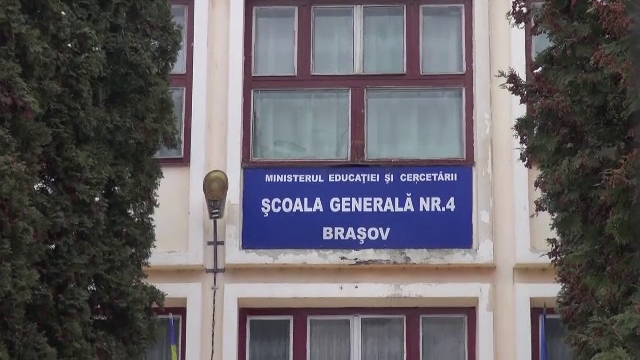 MINISTERUL EDUCAȚIEI ȘI CERCETĂRII
ȘCOALA GENERALĂ NR.4
BRAȘOV